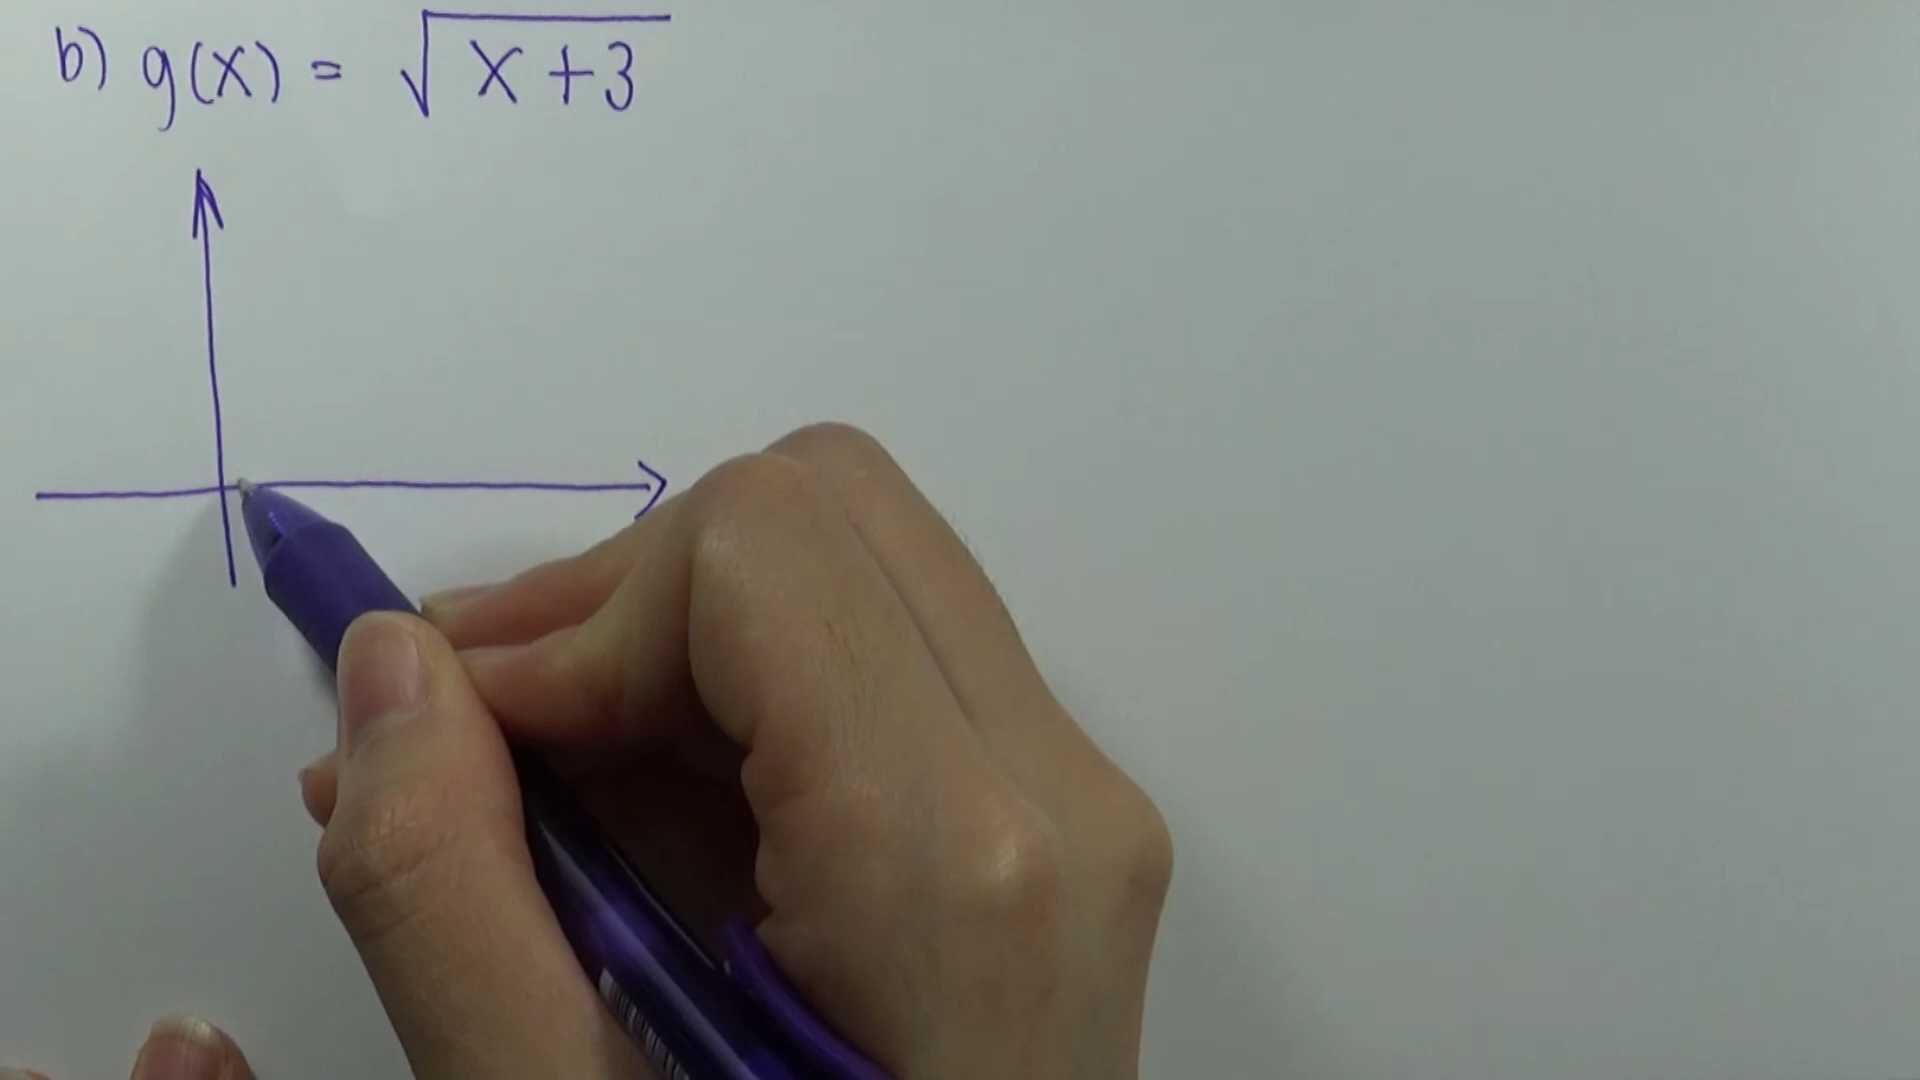 b) g(x) = √x+3